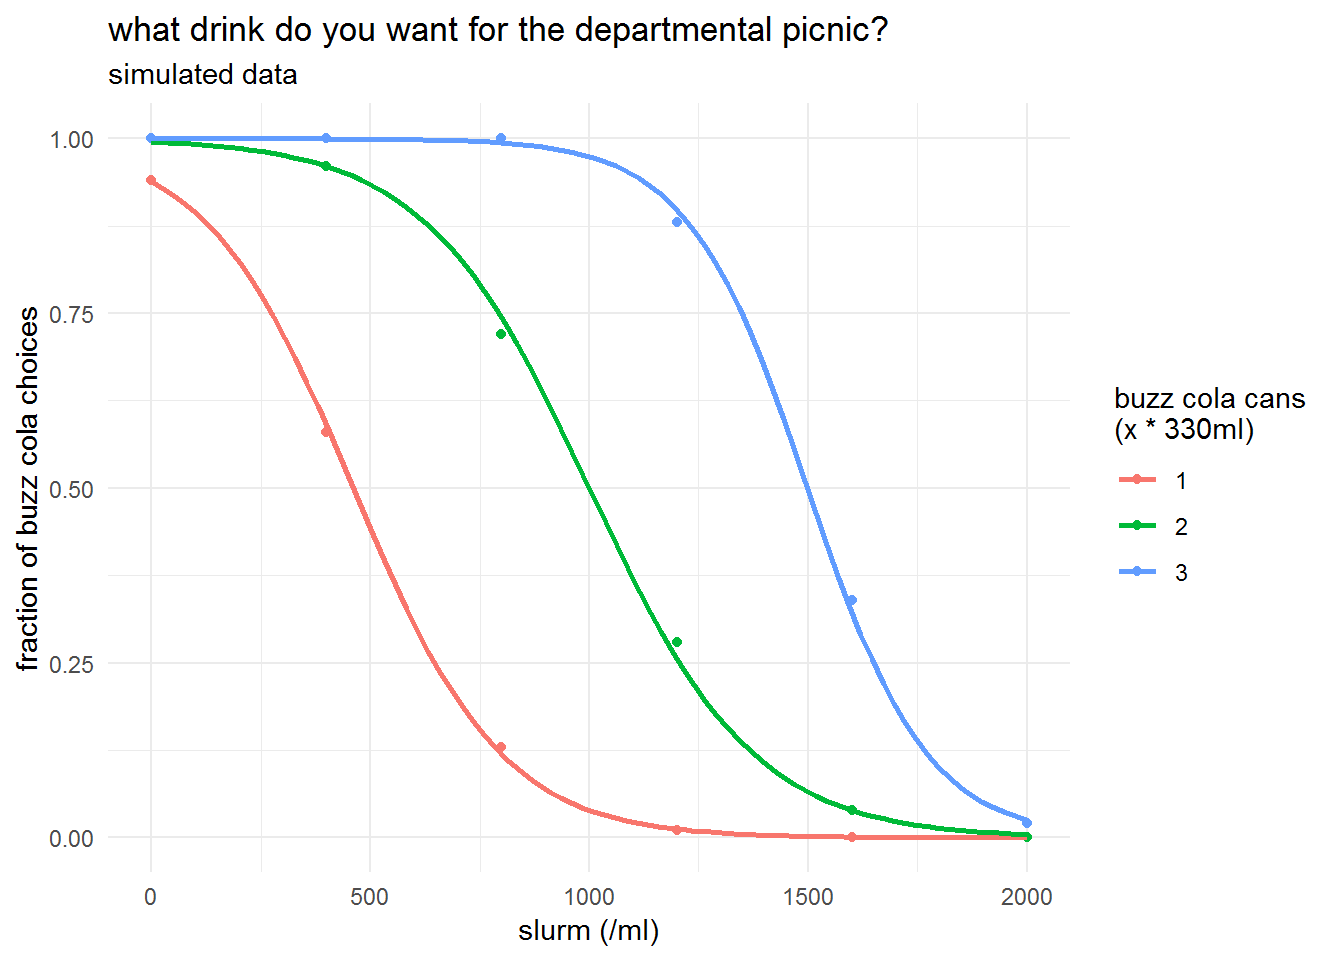 what drink do you want for the departmental picnic?
simulated data
1.00
0.75
0.50
0.25
0.00
fraction of buzz cola choices
0
500
1000
1500
2000
slurm (/ml)
buzz cola cans
(x * 330ml)
1
2
3